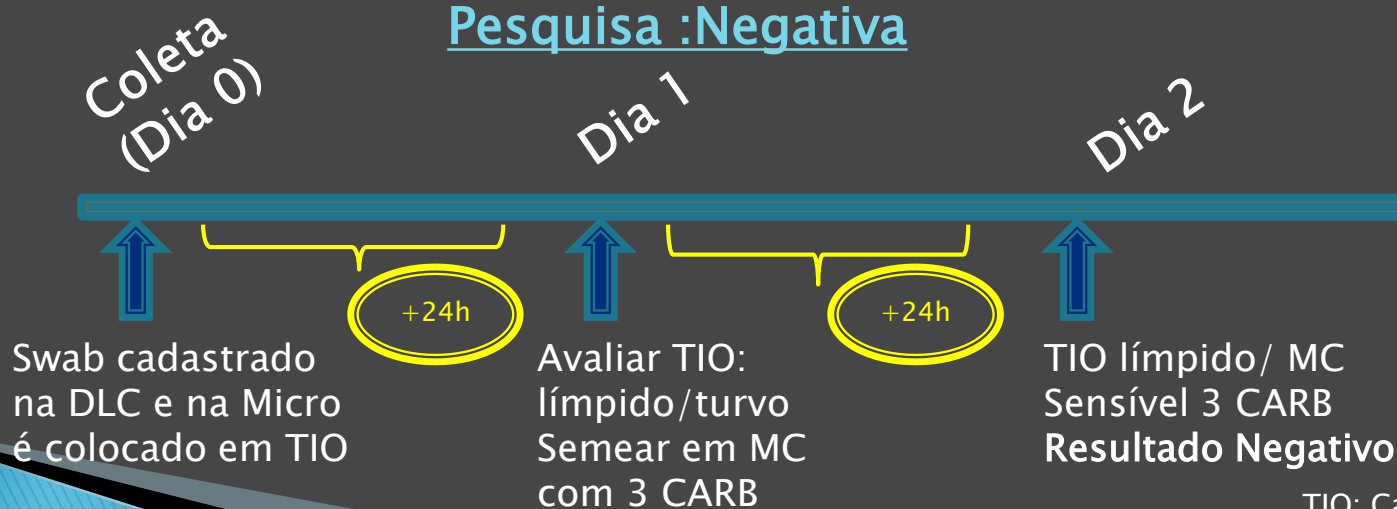 Pesquisa :Negativa
Coleta
(Dia 0)
Dia 1
Dia 2
+24h
+24h
Swab cadastrado
na DLC e na Micro
é colocado em TIO
Avaliar TIO:
límpido/turvo
Semear em MC
com 3 CARB
TIO límpido/ MC
Sensível 3 CARB
Resultado Negativo
TIO: Ca